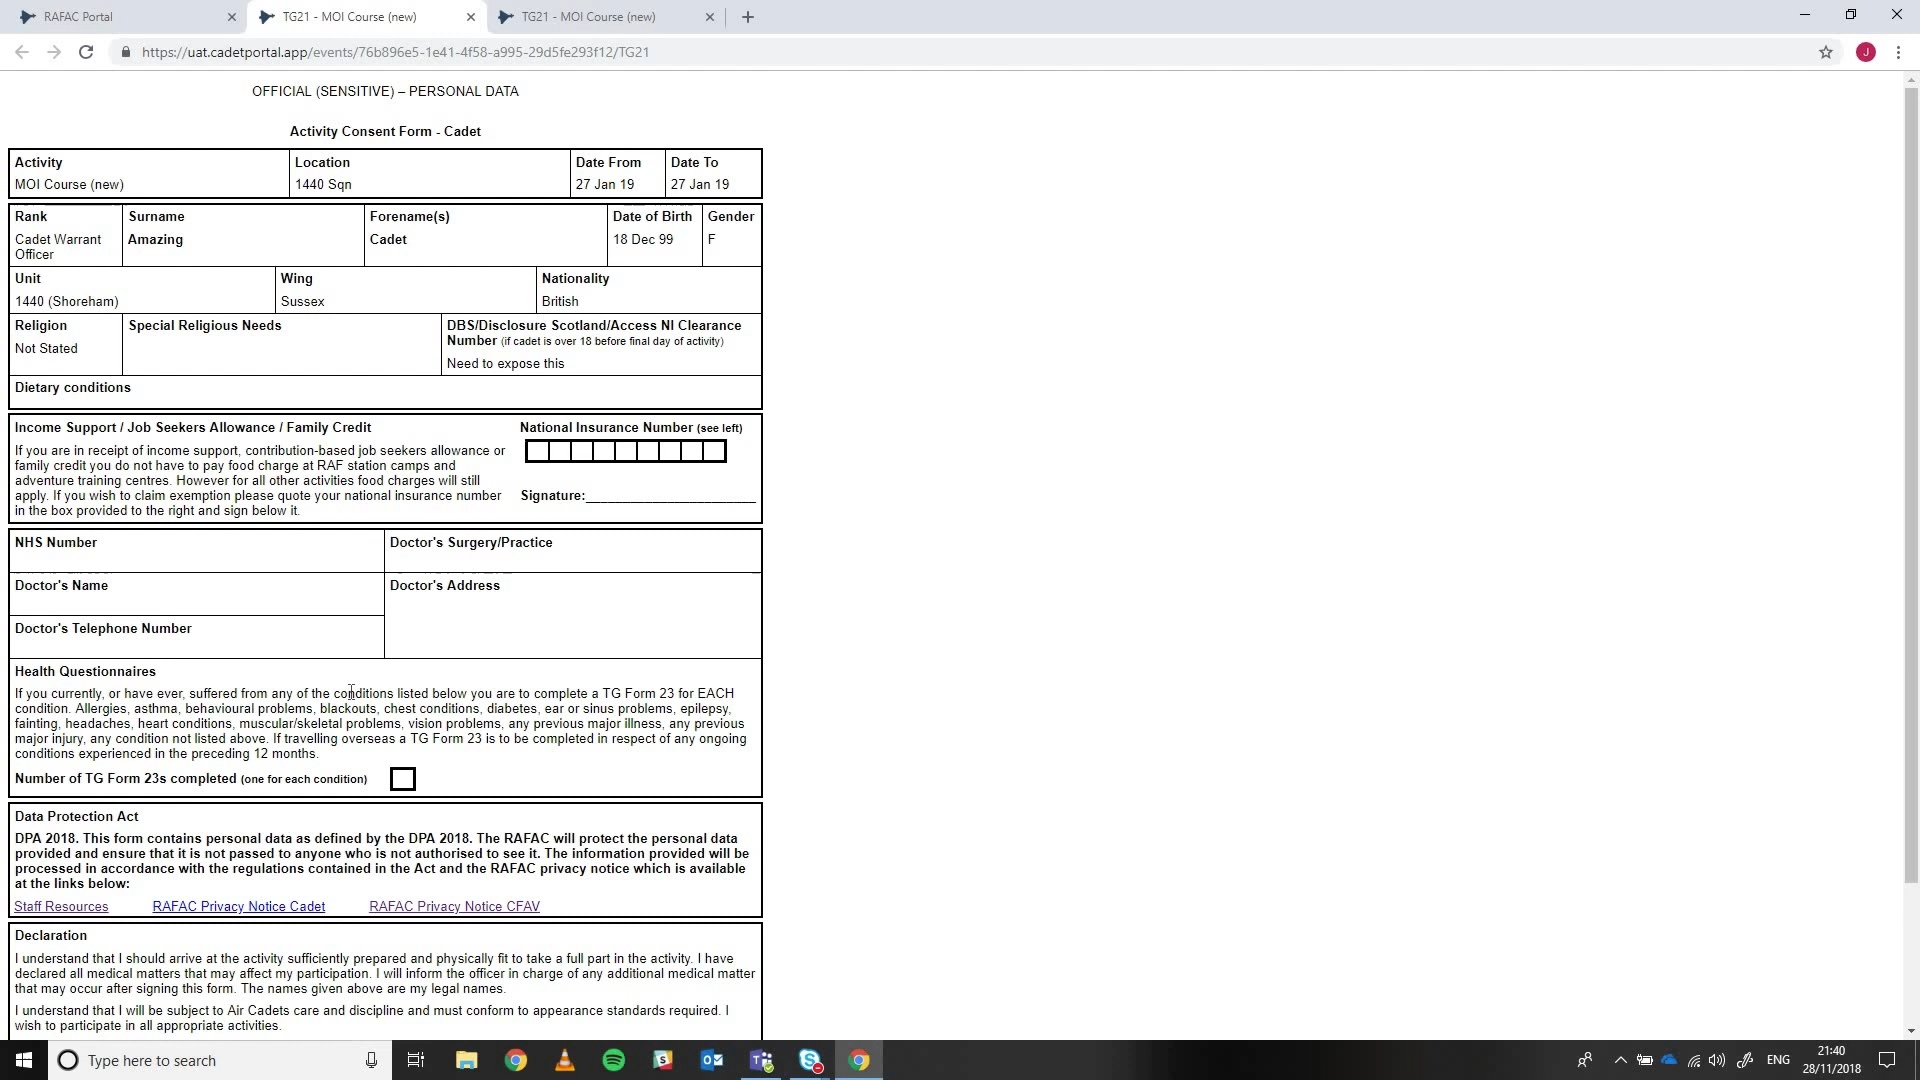 RAFAC Portal
TG21 - MOI Course (new)
TG21 - MOI Course (new)
https://uat.cadetportal.app/events/76b896e5-1e41-4f58-a995-29d5fe293f12/TG21
J
OFFICIAL (SENSITIVE) – PERSONAL DATA
Activity Consent Form - Cadet
Activity Location Date From Date To
MOI Course (new) 1440 Sqn 27 Jan 19 27 Jan 19
Rank Surname Forename(s) Date of Birth Gender
Cadet Warrant Amazing Cadet 18 Dec 99 F
Officer
Unit Wing Nationality
1440 (Shoreham) Sussex British
Religion Special Religious Needs DBS/Disclosure Scotland/Access NI Clearance
Number (if cadet is over 18 before final day of activity)
Not Stated
Need to expose this
Dietary conditions
Income Support / Job Seekers Allowance / Family Credit
If you are in receipt of income support, contribution-based job seekers allowance or
family credit you do not have to pay food charge at RAF station camps and
adventure training centres. However for all other activities food charges will still
apply. If you wish to claim exemption please quote your national insurance number
in the box provided to the right and sign below it.
National Insurance Number (see left)
Signature:
NHS Number Doctor's Surgery/Practice
Doctor's Name Doctor's Address
Doctor's Telephone Number
Health Questionnaires
If you currently, or have ever, suffered from any of the conditions listed below you are to complete a TG Form 23 for EACH
condition. Allergies, asthma, behavioural problems, blackouts, chest conditions, diabetes, ear or sinus problems, epilepsy,
fainting, headaches, heart conditions, muscular/skeletal problems, vision problems, any previous major illness, any previous
major injury, any condition not listed above. If travelling overseas a TG Form 23 is to be completed in respect of any ongoing
conditions experienced in the preceding 12 months.
Number of TG Form 23s completed (one for each condition)
Data Protection Act
DPA 2018. This form contains personal data as defined by the DPA 2018. The RAFAC will protect the personal data
provided and ensure that it is not passed to anyone who is not authorised to see it. The information provided will be
processed in accordance with the regulations contained in the Act and the RAFAC privacy notice which is available
at the links below:
Staff Resources RAFAC Privacy Notice Cadet RAFAC Privacy Notice CFAV
Declaration
I understand that I should arrive at the activity sufficiently prepared and physically fit to take a full part in the activity. I have
declared all medical matters that may affect my participation. I will inform the officer in charge of any additional medical matter
that may occur after signing this form. The names given above are my legal names.
I understand that I will be subject to Air Cadets care and discipline and must conform to appearance standards required. I
wish to participate in all appropriate activities.
Type here to search
ENG
21:40
28/11/2018